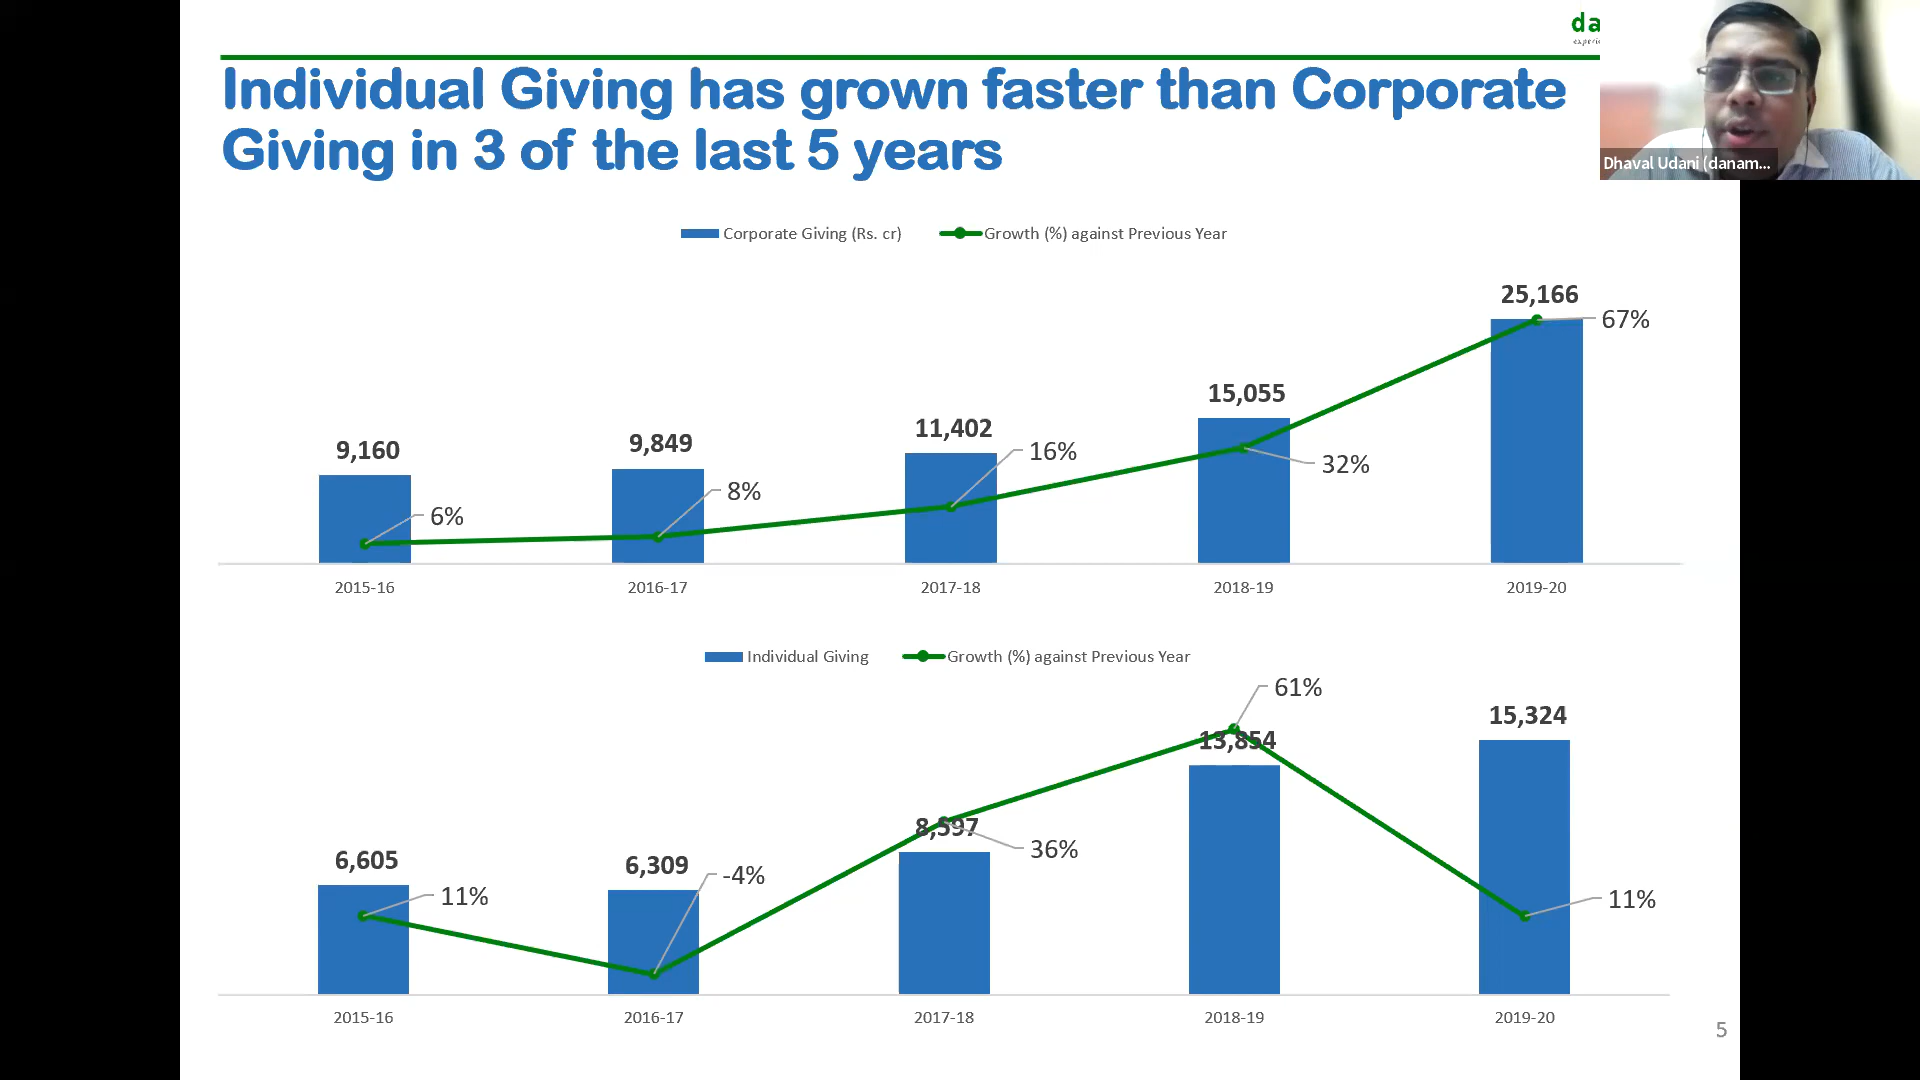 da
Individual Giving has grown faster than Corporate
Giving in 3 of the last 5 years
Dhaval Udani (danam...
Corporate Giving (Rs. cr) Growth (%) against Previous Year
25,166
67%
15,055
11,402
9,849
9,160
16%
32%
8%
6%
2015-16 2016-17 2017-18 2018-19 2019-20
Individual Giving Growth (%) against Previous Year
61%
15,324
13,854
8,597
36%
6,605
6,309
-4%
11%
11%
2015-16 2016-17 2017-18 2018-19 2019-20
5